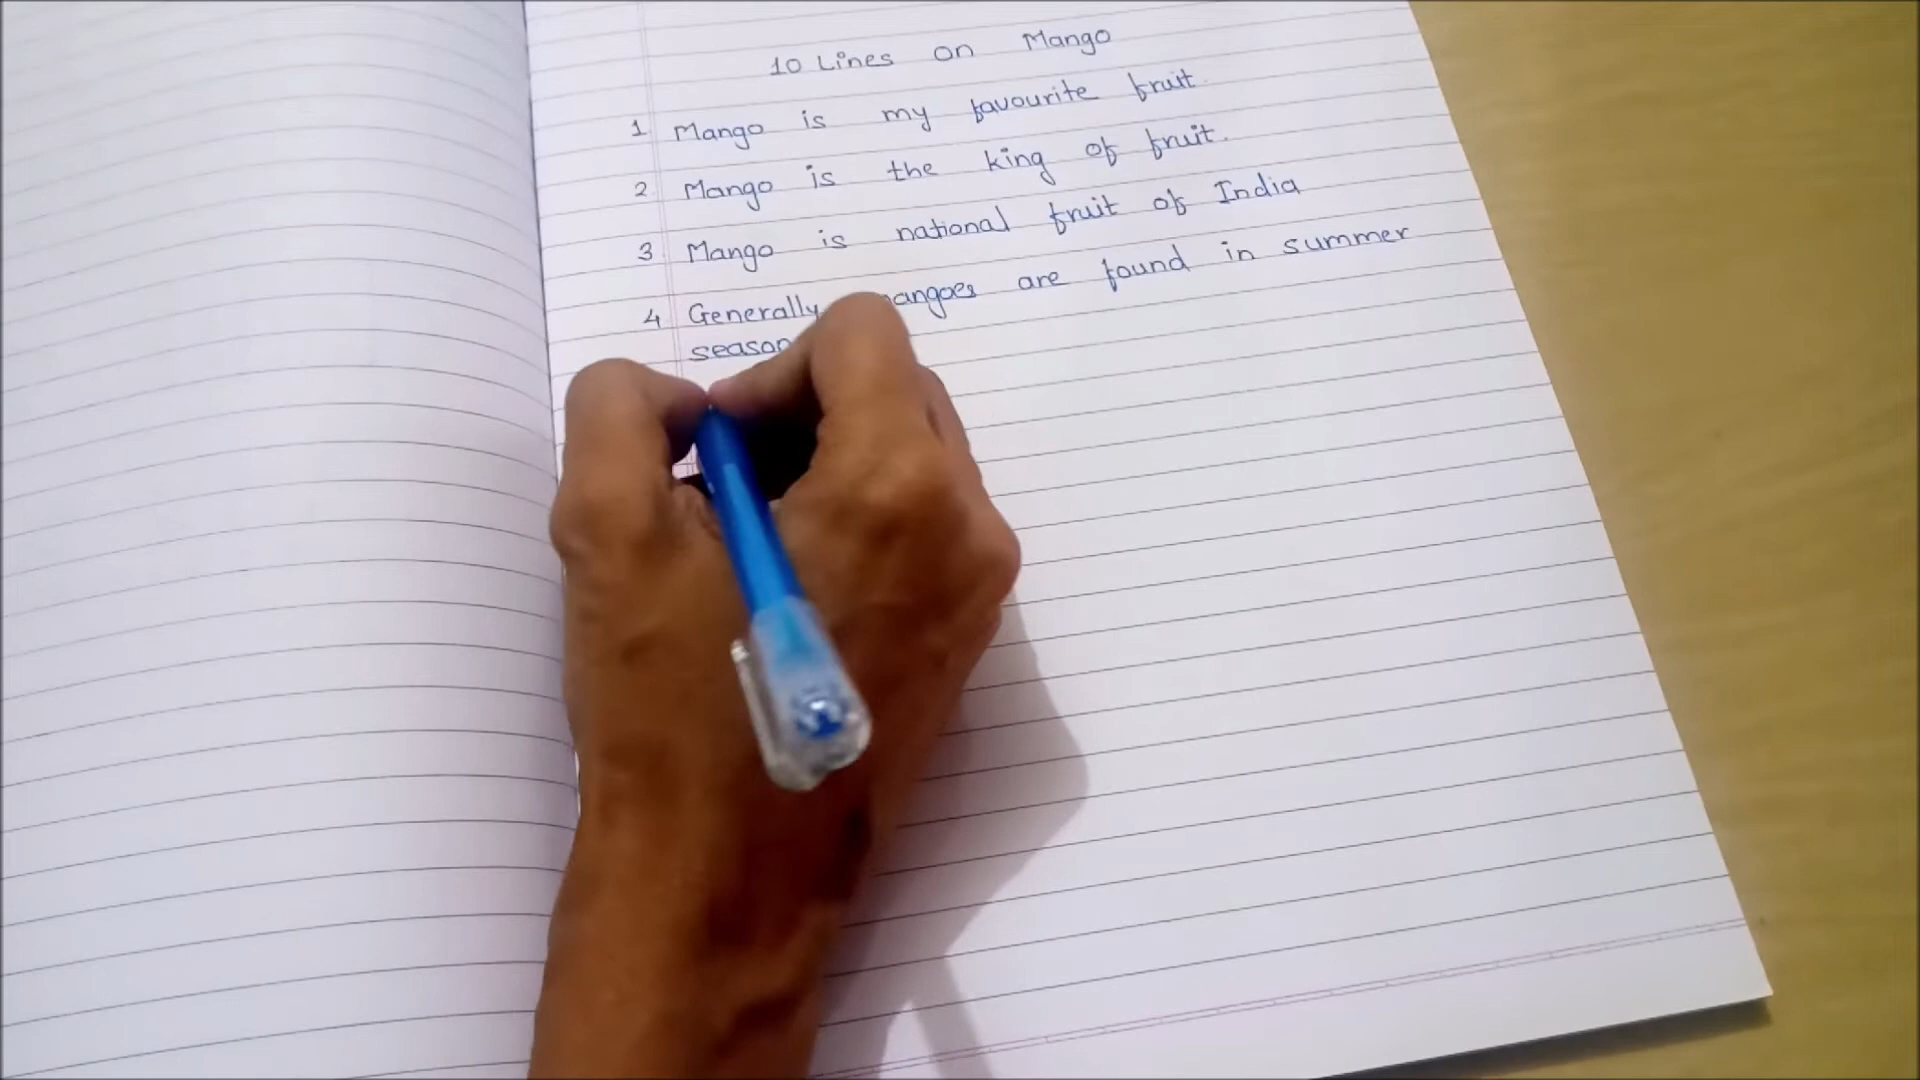 10 Lines on Mango
1 Mango is my favourite fruit.
2 Mango is the king of fruit.
3 Mango is national fruit of India
4 Generally mangoes are found in summer
season